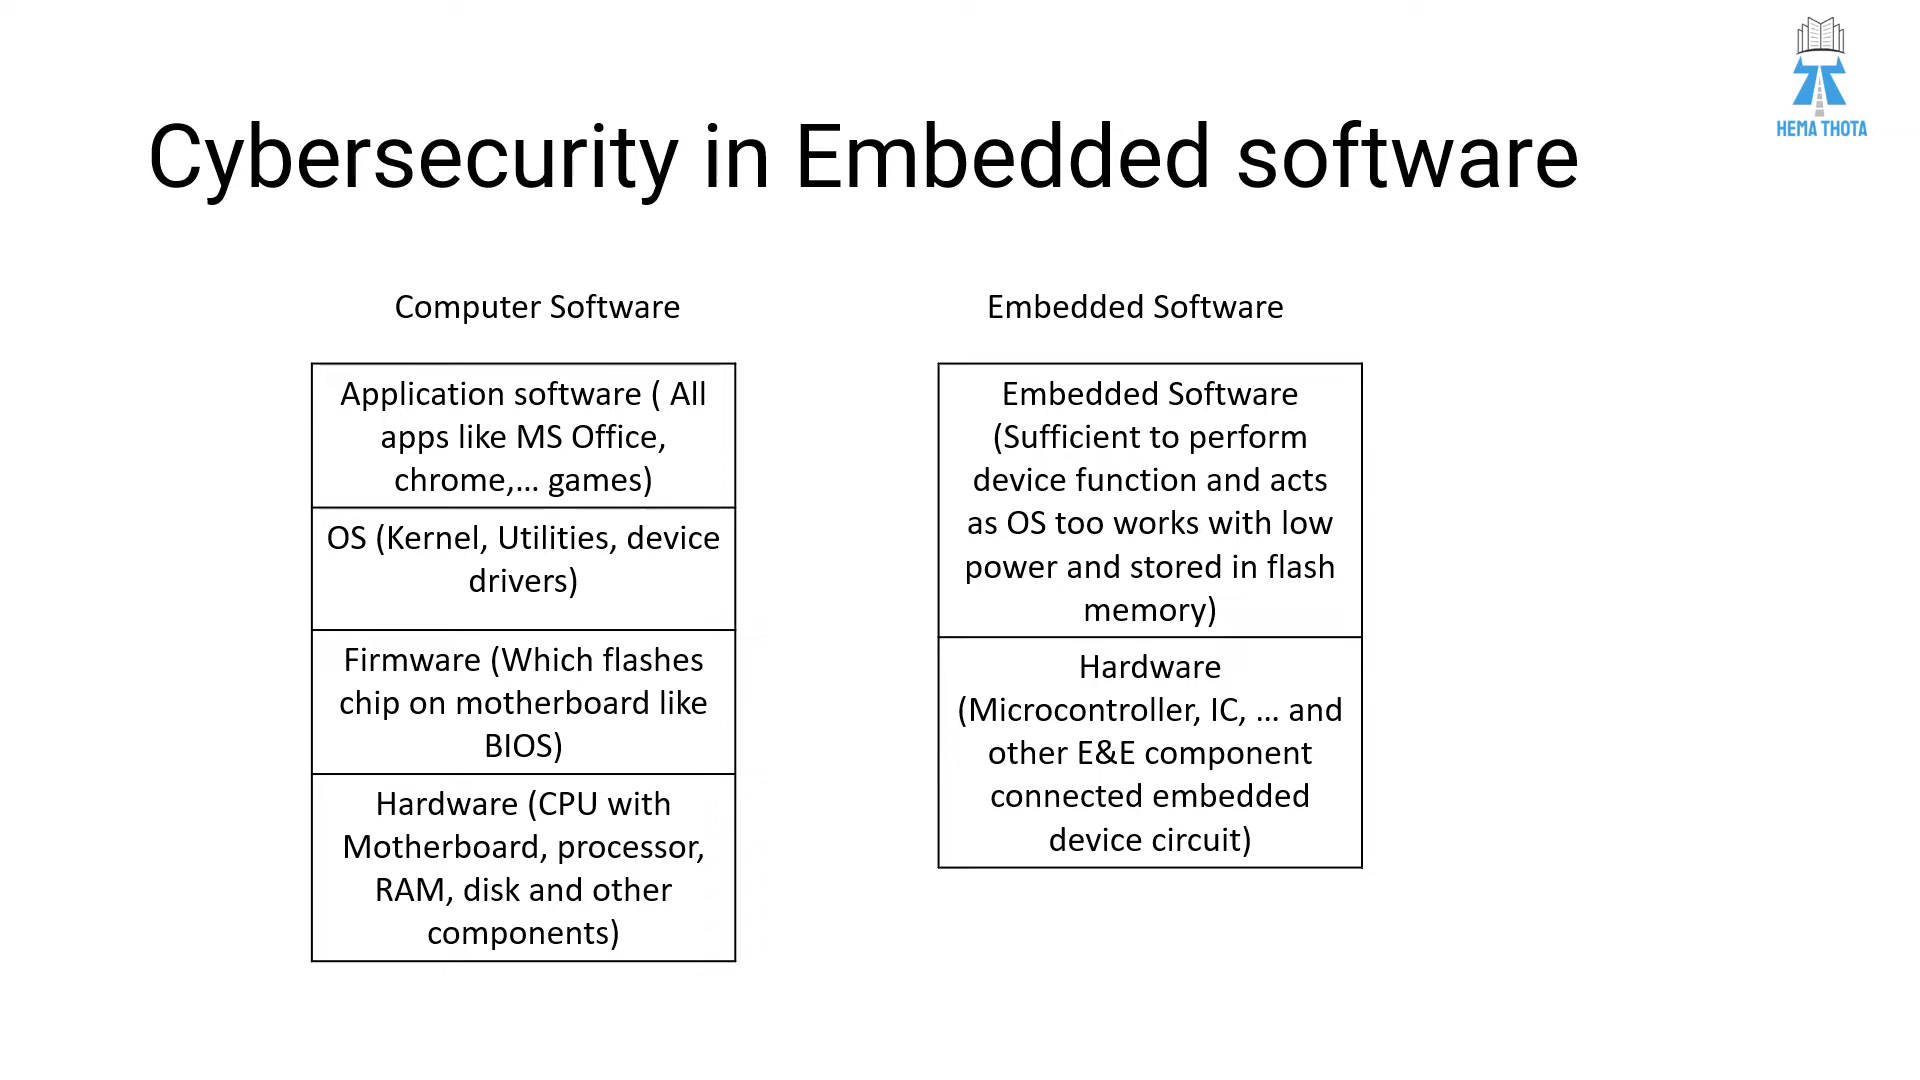 HEMA THOTA
Cybersecurity in Embedded software
Computer Software
Application software ( All
apps like MS Office,
chrome,... games)
OS (Kernel, Utilities, device
drivers)
Firmware (Which flashes
chip on motherboard like
BIOS)
Hardware (CPU with
Motherboard, processor,
RAM, disk and other
components)
Embedded Software
Embedded Software
(Sufficient to perform
device function and acts
as OS too works with low
power and stored in flash
memory)
Hardware
(Microcontroller, IC, ... and
other E&E component
connected embedded
device circuit)